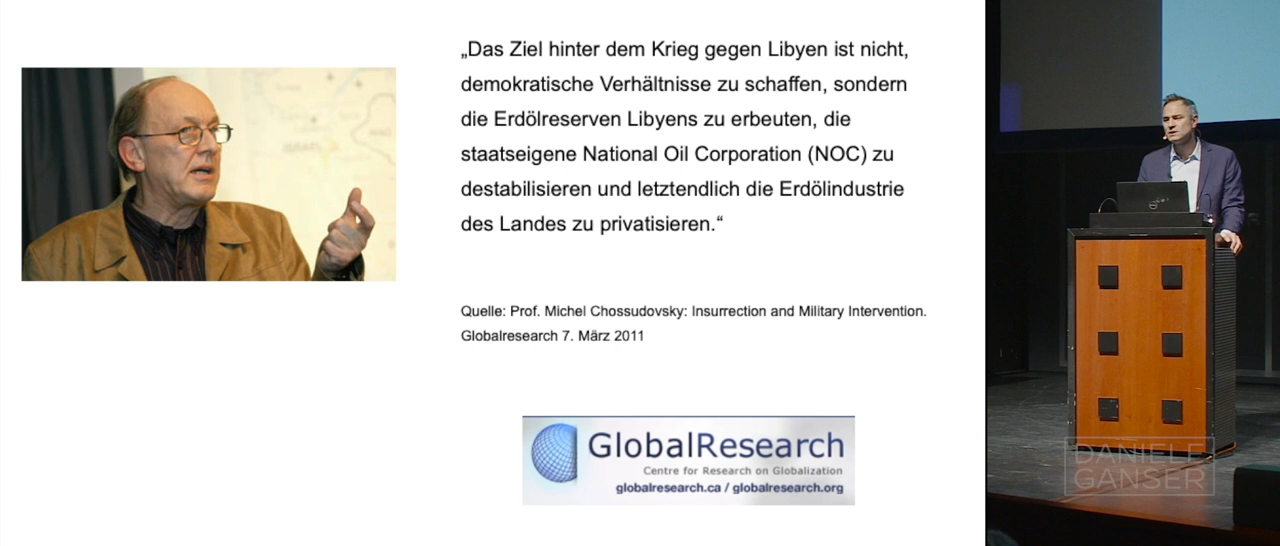 „Das Ziel hinter dem Krieg gegen Libyen ist nicht,
demokratische Verhältnisse zu schaffen, sondern
die Erdölreserven Libyens zu erbeuten, die
staatseigene National Oil Corporation (NOC) zu
destabilisieren und letztendlich die Erdölindustrie
des Landes zu privatisieren.“
Quelle: Prof. Michel Chossudovsky: Insurrection and Military Intervention.
Globalresearch 7. März 2011
GlobalResearch
Centre for Research on Globalization
globalresearch.ca / globalresearch.org
DANIELE
GANSER